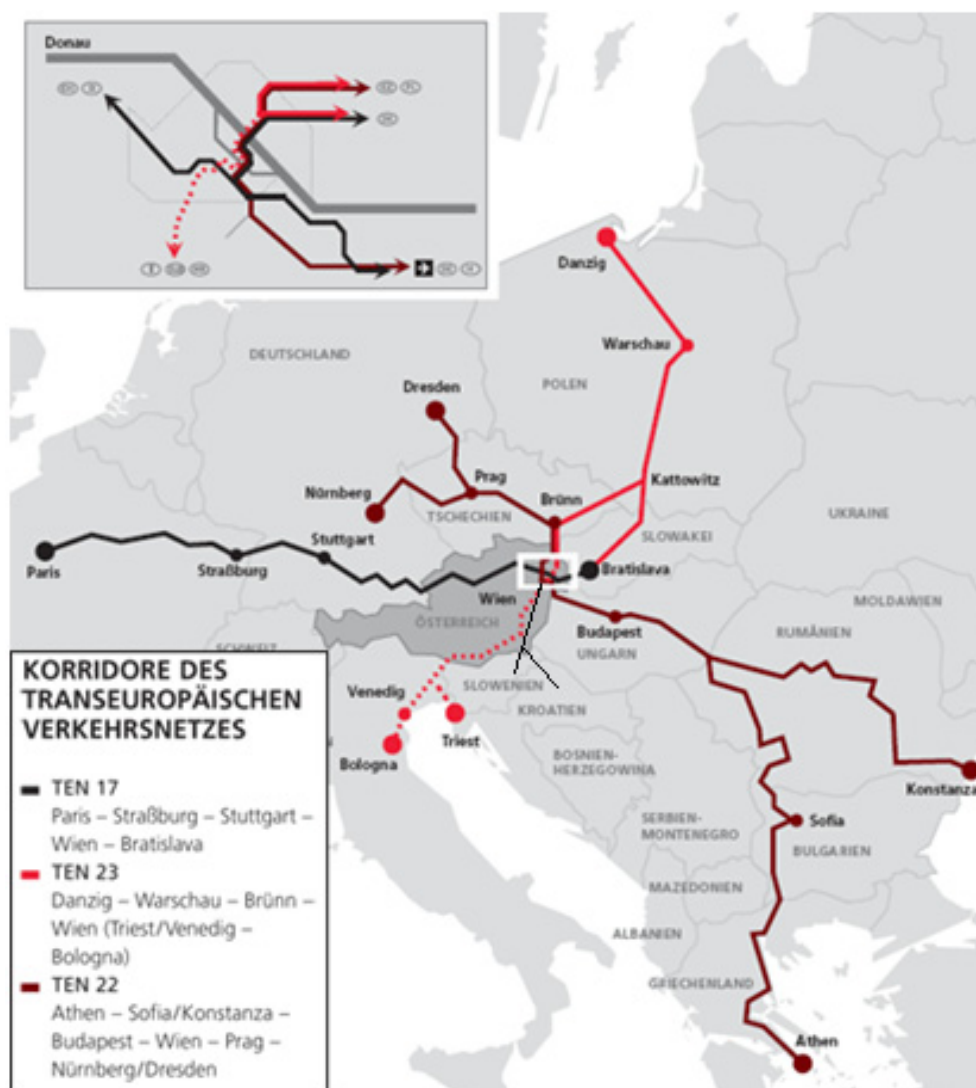 Donau
Danzig
Warschau
DEUTSCHLAND
POLEN
Dresden
Kattowitz
Prag
Nürnberg
Brünn
TSCHECHIEN
UKRAINE
SLOWAKEI
Stuttgart
Paris
Straßburg
Bratislava
Wien
MOLDAWIEN
ÖSTERREICH
Budapest
RUMÄNIEN
SCHWEIZ
UNGARN
SLOWENIEN
Venedig
KROATIEN
Triest
Bologna
BOSNIEN-
HERZEGOWINA
Konstanza
SERBIEN-
MONTENEGRO
Sofia
BULGARIEN
MAZEDONIEN
ALBANIEN
GRIECHENLAND
Athen
KORRIDORE DES
TRANSEUROPÄISCHEN
VERKEHRSNETZES
TEN 17
Paris – Straßburg – Stuttgart –
Wien – Bratislava
TEN 23
Danzig – Warschau – Brünn –
Wien (Triest/Venedig –
Bologna)
TEN 22
Athen – Sofia/Konstanza –
Budapest – Wien – Prag –
Nürnberg/Dresden